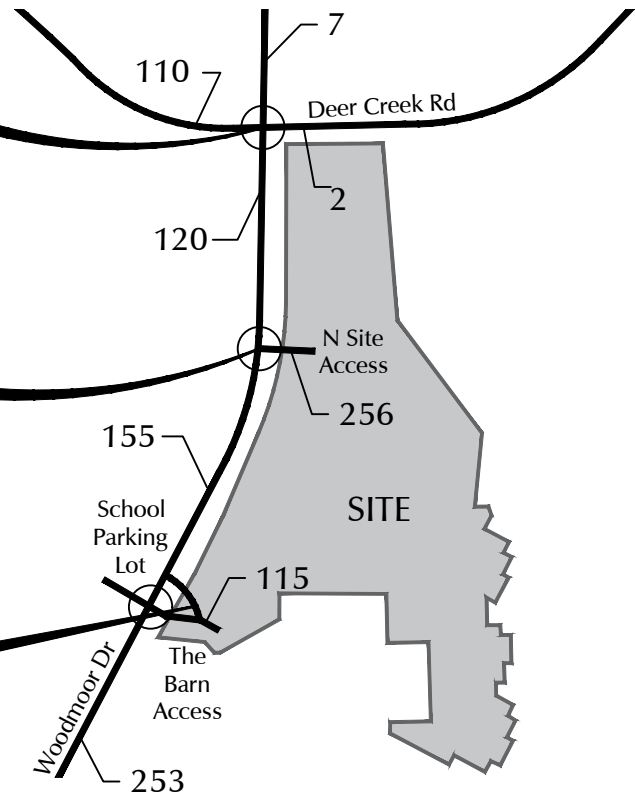 7
110
Deer Creek Rd
2
120
N Site
Access
256
155
School
Parking
Lot
SITE
115
The
Barn
Access
Woodmoor Dr
253